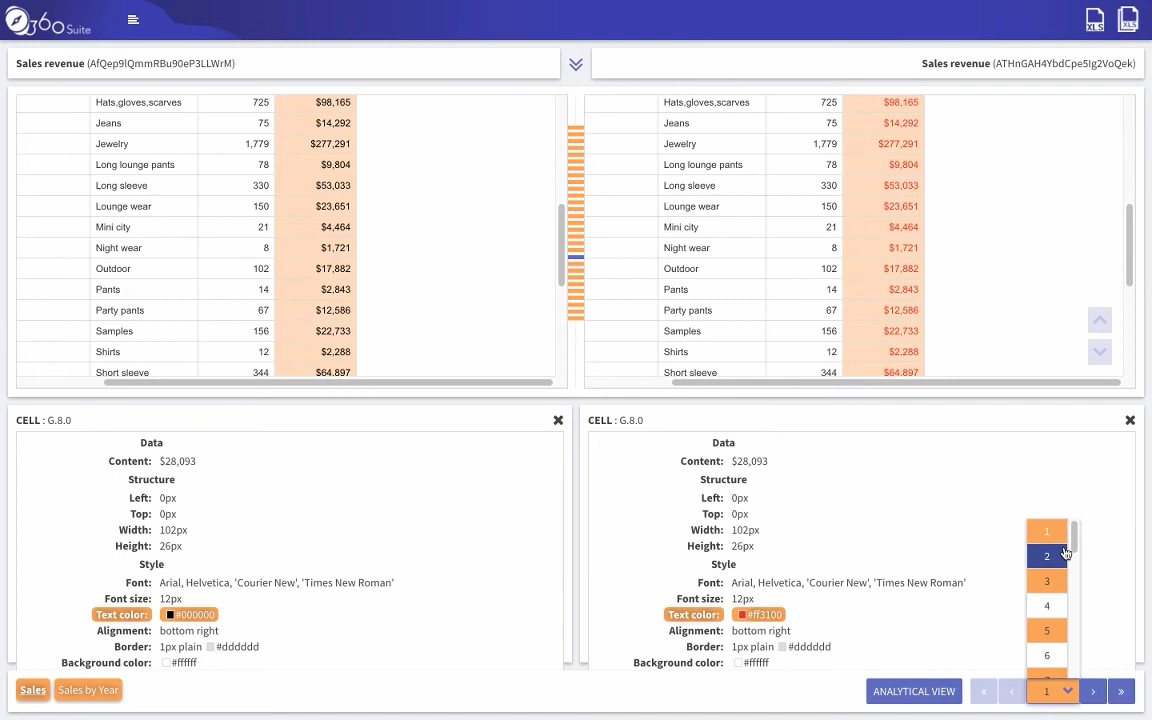 360Suite
XLS
XLS
Sales revenue (AfQep9lQmmRBu90eP3LLWrM)
Sales revenue (ATHnGAH4YbdCpe5Ig2VoQek)
Hats,gloves,scarves 725 $98,165
Jeans 75 $14,292
Jewelry 1,779 $277,291
Long lounge pants 78 $9,804
Long sleeve 330 $53,033
Lounge wear 150 $23,651
Mini city 21 $4,464
Night wear 8 $1,721
Outdoor 102 $17,882
Pants 14 $2,843
Party pants 67 $12,586
Samples 156 $22,733
Shirts 12 $2,288
Short sleeve 344 $64,897
Hats,gloves,scarves 725 $98,165
Jeans 75 $14,292
Jewelry 1,779 $277,291
Long lounge pants 78 $9,804
Long sleeve 330 $53,033
Lounge wear 150 $23,651
Mini city 21 $4,464
Night wear 8 $1,721
Outdoor 102 $17,882
Pants 14 $2,843
Party pants 67 $12,586
Samples 156 $22,733
Shirts 12 $2,288
Short sleeve 344 $64,897
CELL : G.8.0
Data
Content: $28,093
Structure
Left: 0px
Top: 0px
Width: 102px
Height: 26px
Style
Font: Arial, Helvetica, 'Courier New', 'Times New Roman'
Font size: 12px
Text color: #000000
Alignment: bottom right
Border: 1px plain #dddddd
Background color: #ffffff
CELL : G.8.0
Data
Content: $28,093
Structure
Left: 0px
Top: 0px
Width: 102px
Height: 26px
Style
Font: Arial, Helvetica, 'Courier New', 'Times New Roman'
Font size: 12px
Text color: #ff3100
Alignment: bottom right
Border: 1px plain #dddddd
Background color: #ffffff
1
2
3
4
5
6
Sales
Sales by Year
ANALYTICAL VIEW
« ‹ 1 › »